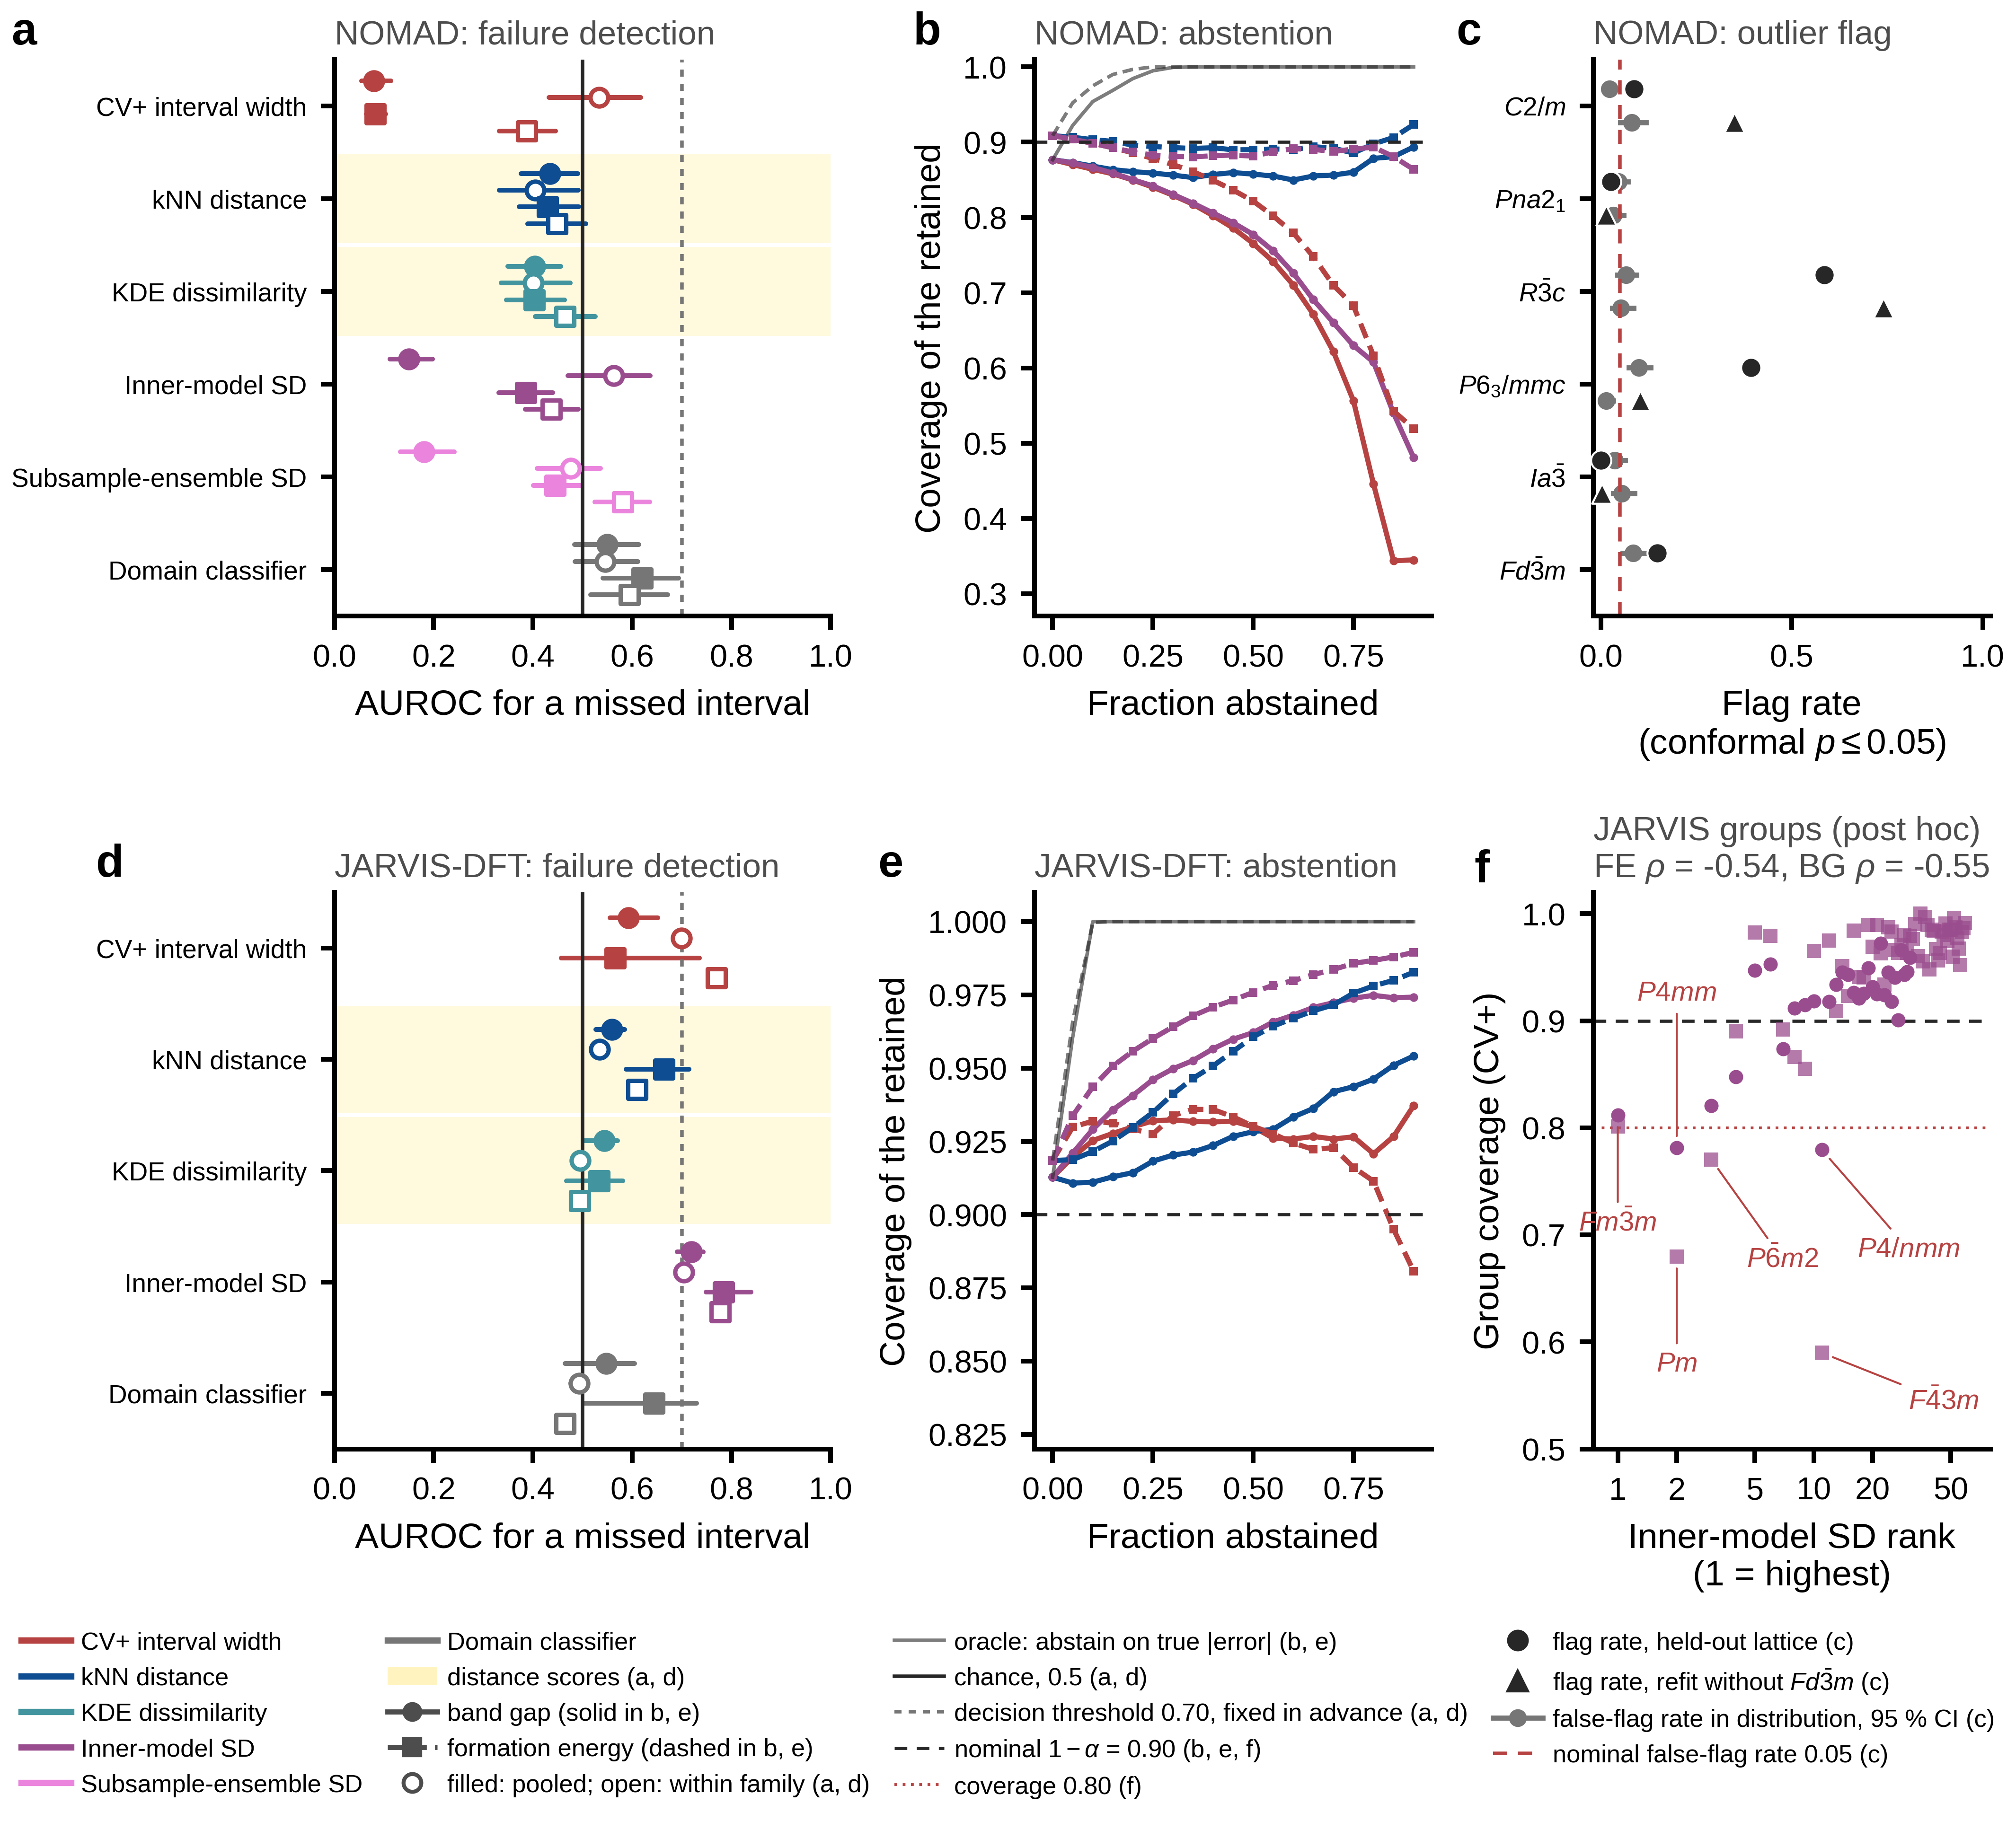 a
NOMAD: failure detection
CV+ interval width
kNN distance
KDE dissimilarity
Inner-model SD
Subsample-ensemble SD
Domain classifier
0.0 0.2 0.4 0.6 0.8 1.0
AUROC for a missed interval
b
NOMAD: abstention
Coverage of the retained
1.0
0.9
0.8
0.7
0.6
0.5
0.4
0.3
0.00 0.25 0.50 0.75
Fraction abstained
c
NOMAD: outlier flag
C2/m
Pna2₁
R3̄c
P6₃/mmc
Ia3̄
Fd3̄m
0.0 0.5 1.0
Flag rate
(conformal p ≤ 0.05)
d
JARVIS-DFT: failure detection
CV+ interval width
kNN distance
KDE dissimilarity
Inner-model SD
Domain classifier
0.0 0.2 0.4 0.6 0.8 1.0
AUROC for a missed interval
e
JARVIS-DFT: abstention
Coverage of the retained
1.000
0.975
0.950
0.925
0.900
0.875
0.850
0.825
0.00 0.25 0.50 0.75
Fraction abstained
f
JARVIS groups (post hoc)
FE ρ = -0.54, BG ρ = -0.55
Group coverage (CV+)
1.0
0.9
0.8
0.7
0.6
0.5
P4mm
Fm3̄m
P6̄m2
P4/nmm
Pm
F4̄3m
1 2 5 10 20 50
Inner-model SD rank
(1 = highest)
CV+ interval width
kNN distance
KDE dissimilarity
Inner-model SD
Subsample-ensemble SD
Domain classifier
distance scores (a, d)
band gap (solid in b, e)
formation energy (dashed in b, e)
filled: pooled; open: within family (a, d)
oracle: abstain on true |error| (b, e)
chance, 0.5 (a, d)
decision threshold 0.70, fixed in advance (a, d)
nominal 1 − α = 0.90 (b, e, f)
coverage 0.80 (f)
flag rate, held-out lattice (c)
flag rate, refit without Fd3̄m (c)
false-flag rate in distribution, 95 % CI (c)
nominal false-flag rate 0.05 (c)